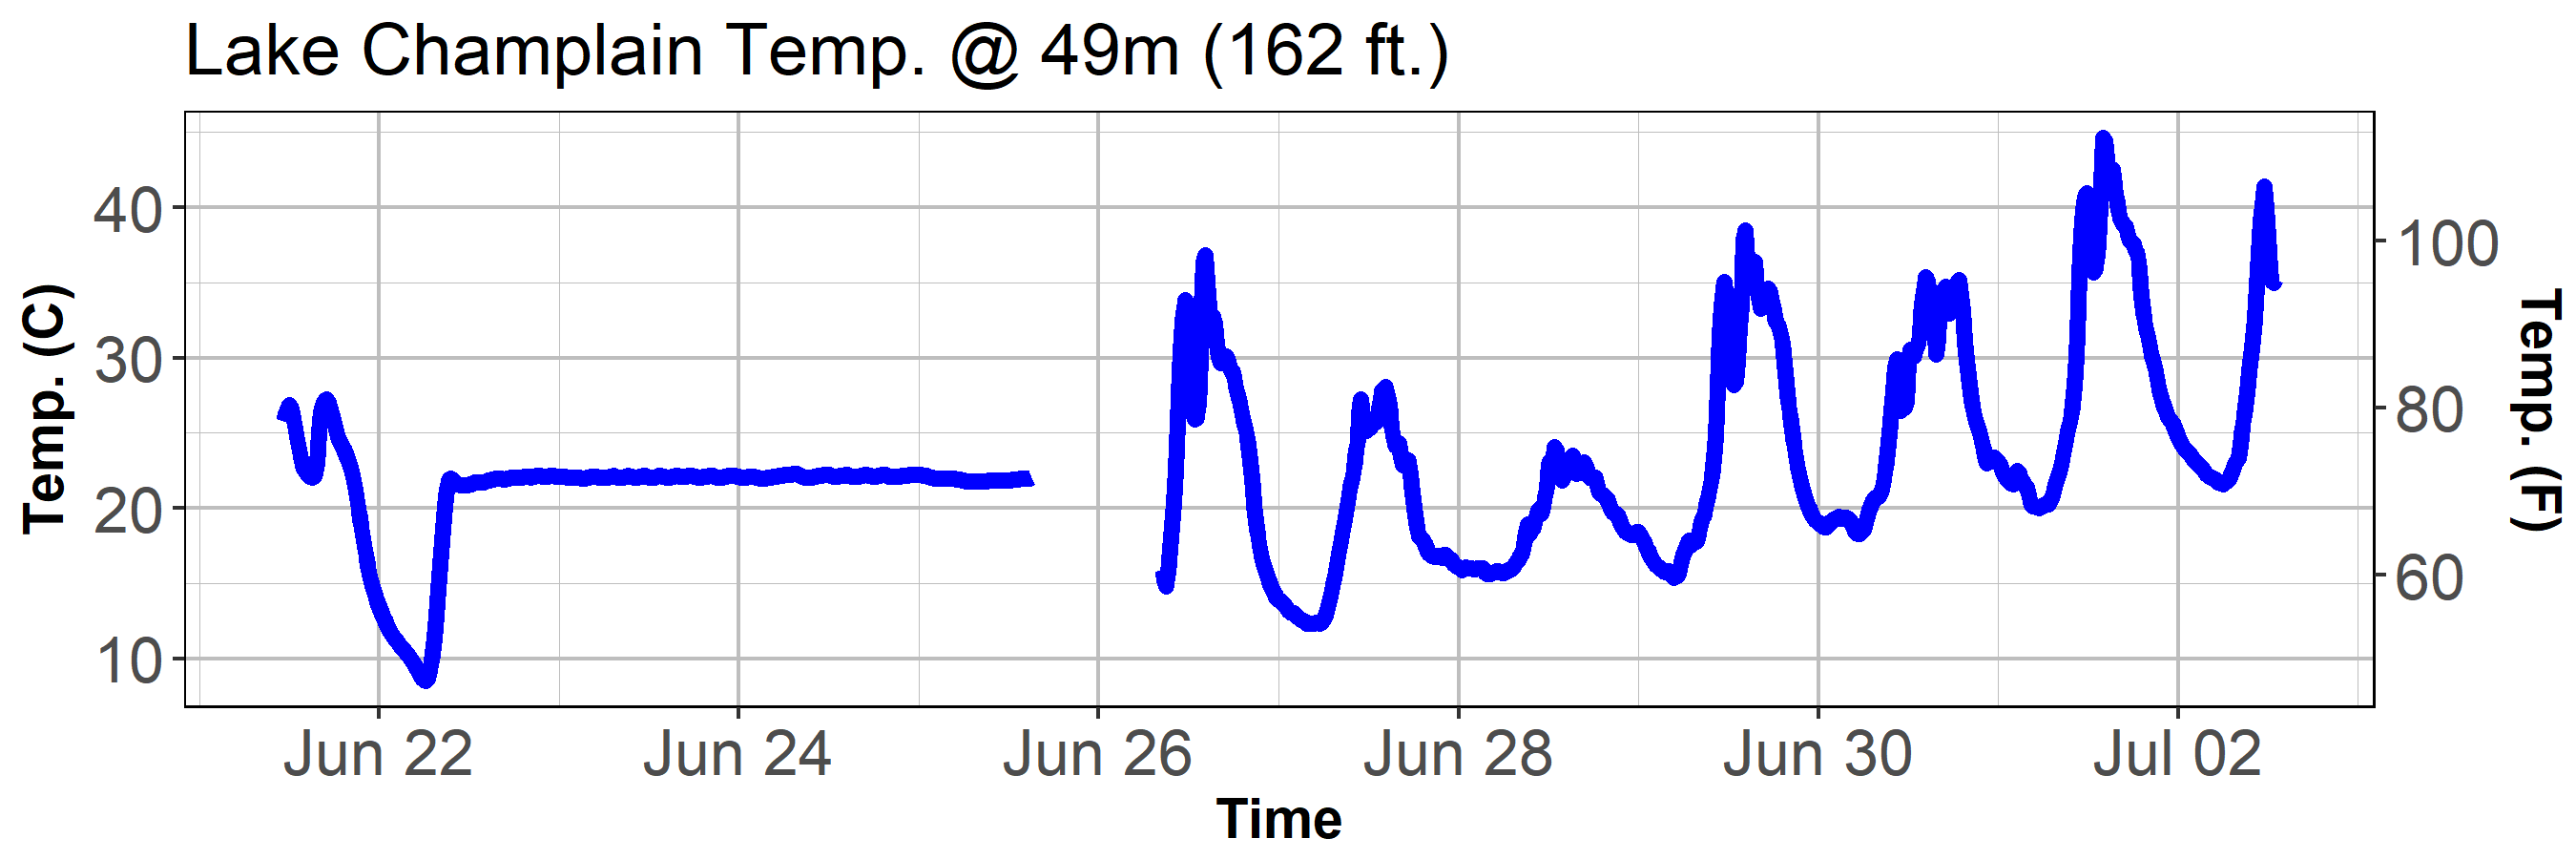 Lake Champlain Temp. @ 49m (162 ft.)
Temp. (C)
40
30
20
10
100
80
60
Temp. (F)
Jun 22 Jun 24 Jun 26 Jun 28 Jun 30 Jul 02
Time